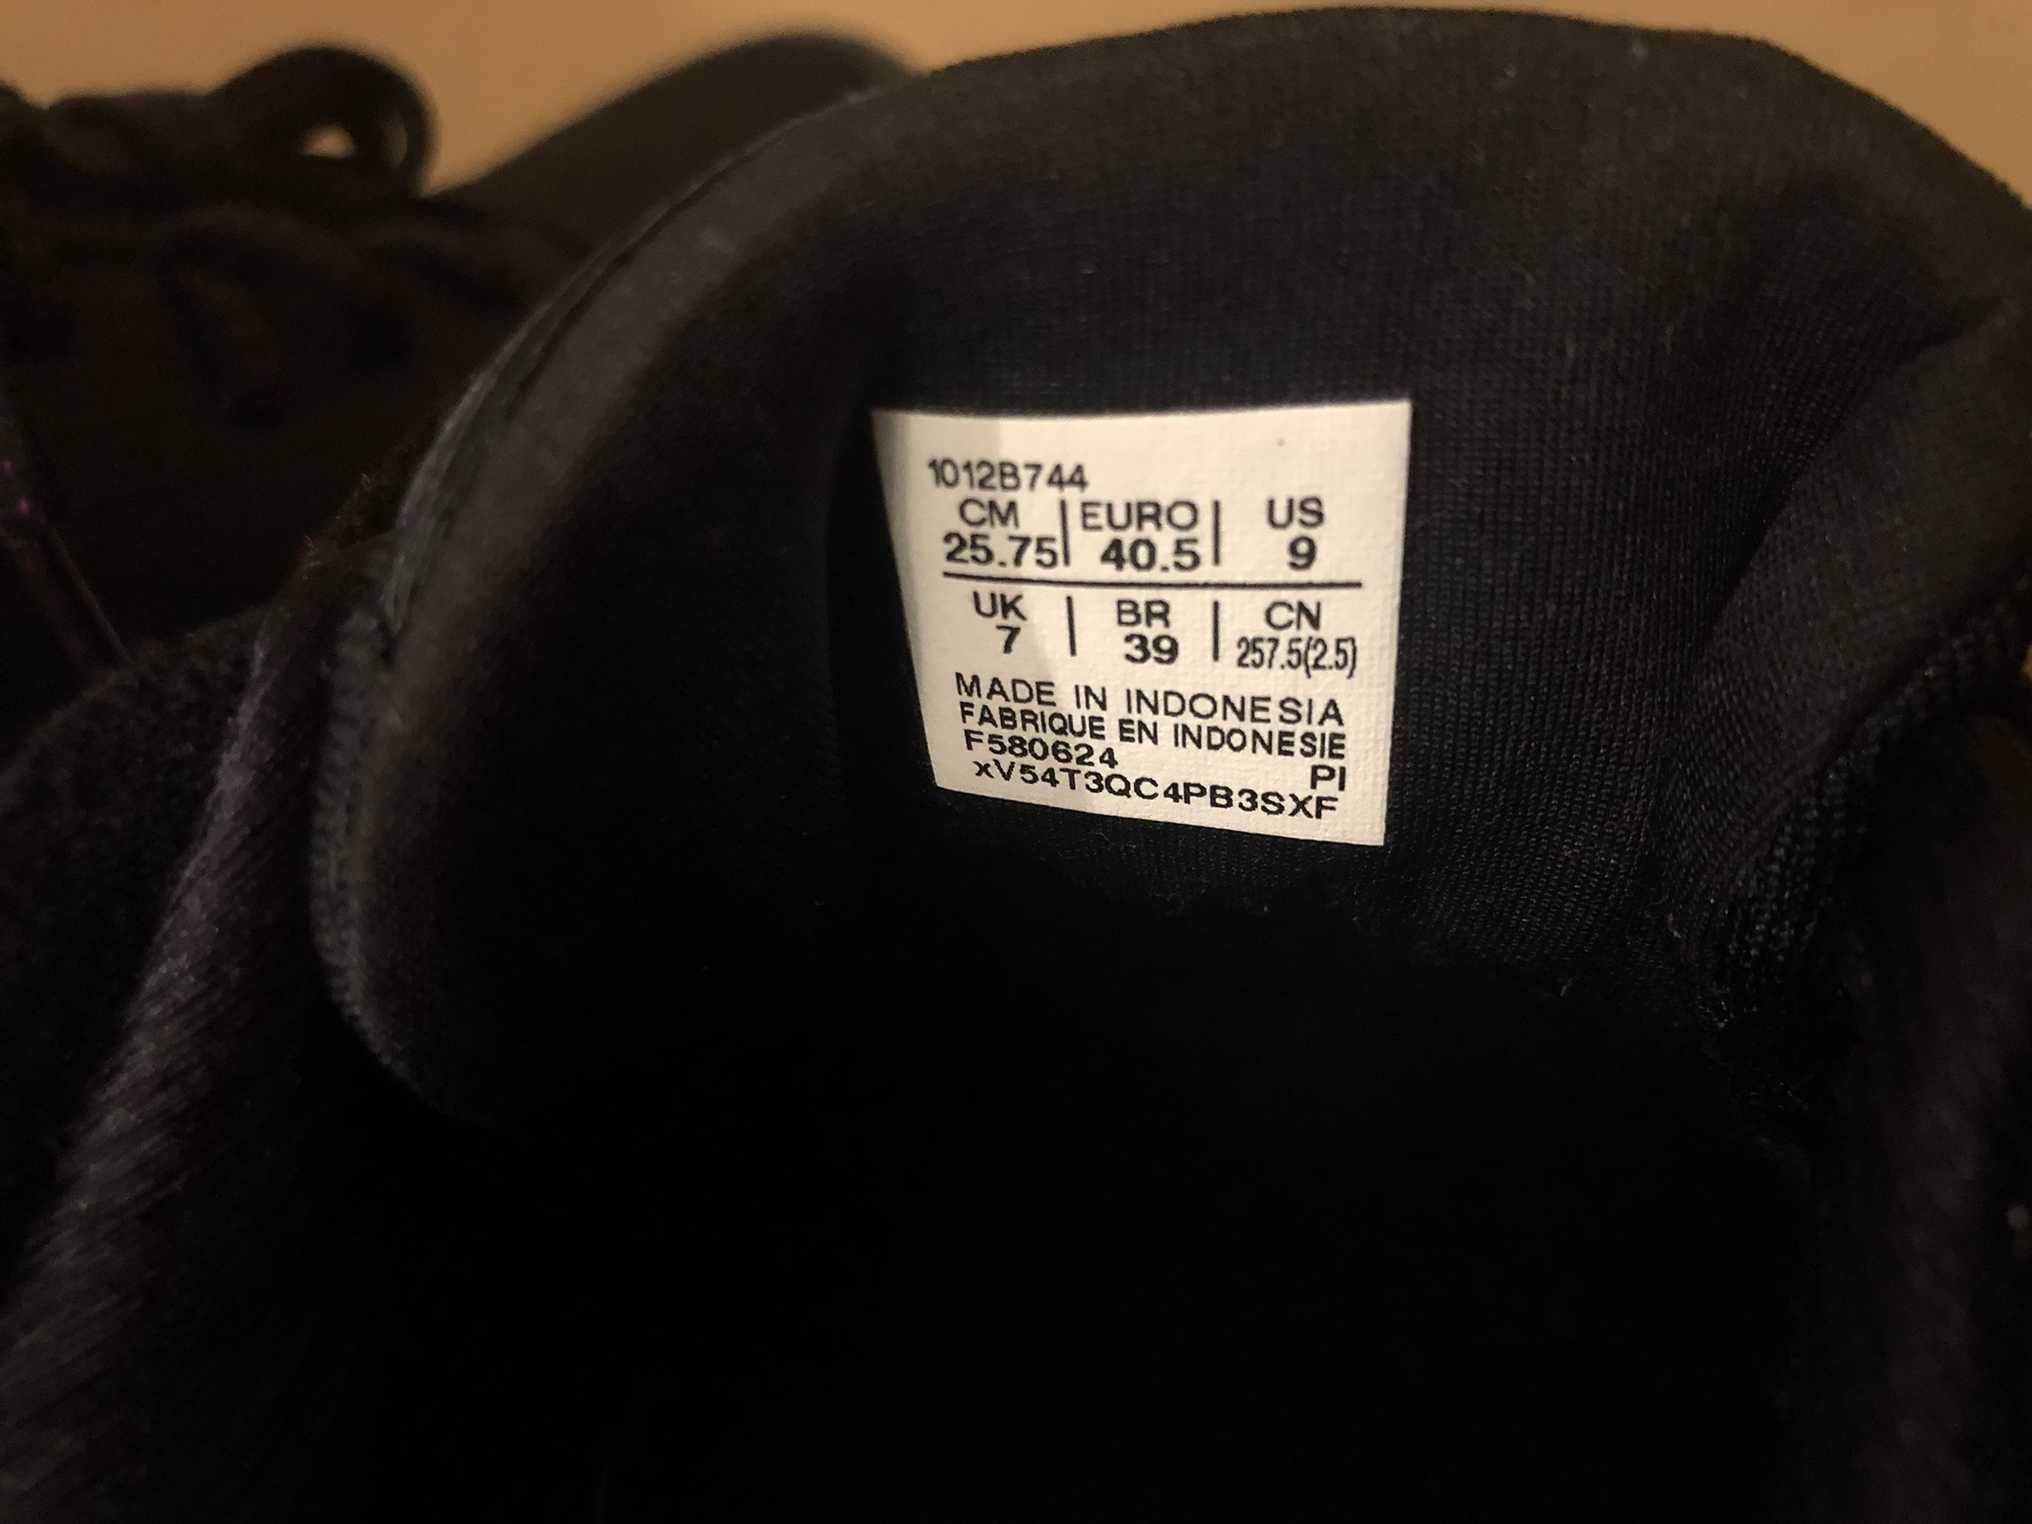 1012B744
CM | EURO | US
25.75 | 40.5 | 9
UK | BR | CN
7 | 39 | 257.5(2.5)
MADE IN INDONESIA
FABRIQUE EN INDONESIE
F580624 PI
xV54T3QC4PB3SXF